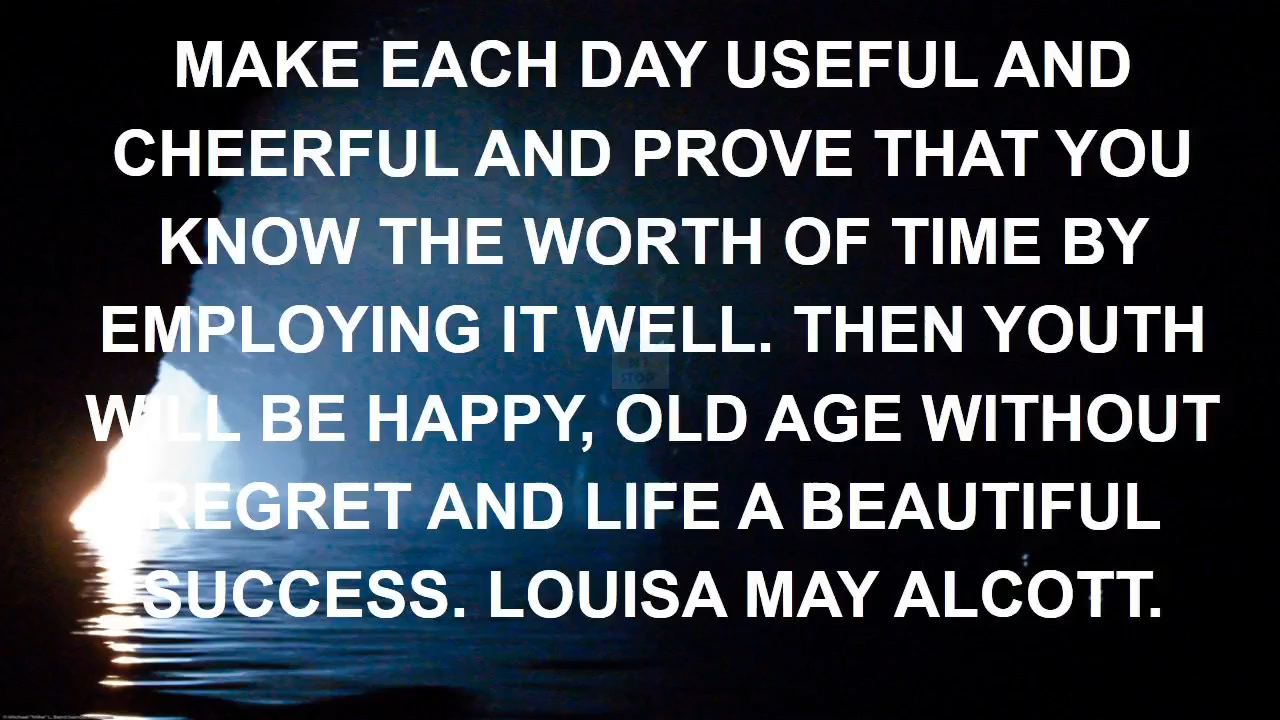 MAKE EACH DAY USEFUL AND
CHEERFUL AND PROVE THAT YOU
KNOW THE WORTH OF TIME BY
EMPLOYING IT WELL. THEN YOUTH
WILL BE HAPPY, OLD AGE WITHOUT
REGRET AND LIFE A BEAUTIFUL
SUCCESS. LOUISA MAY ALCOTT.